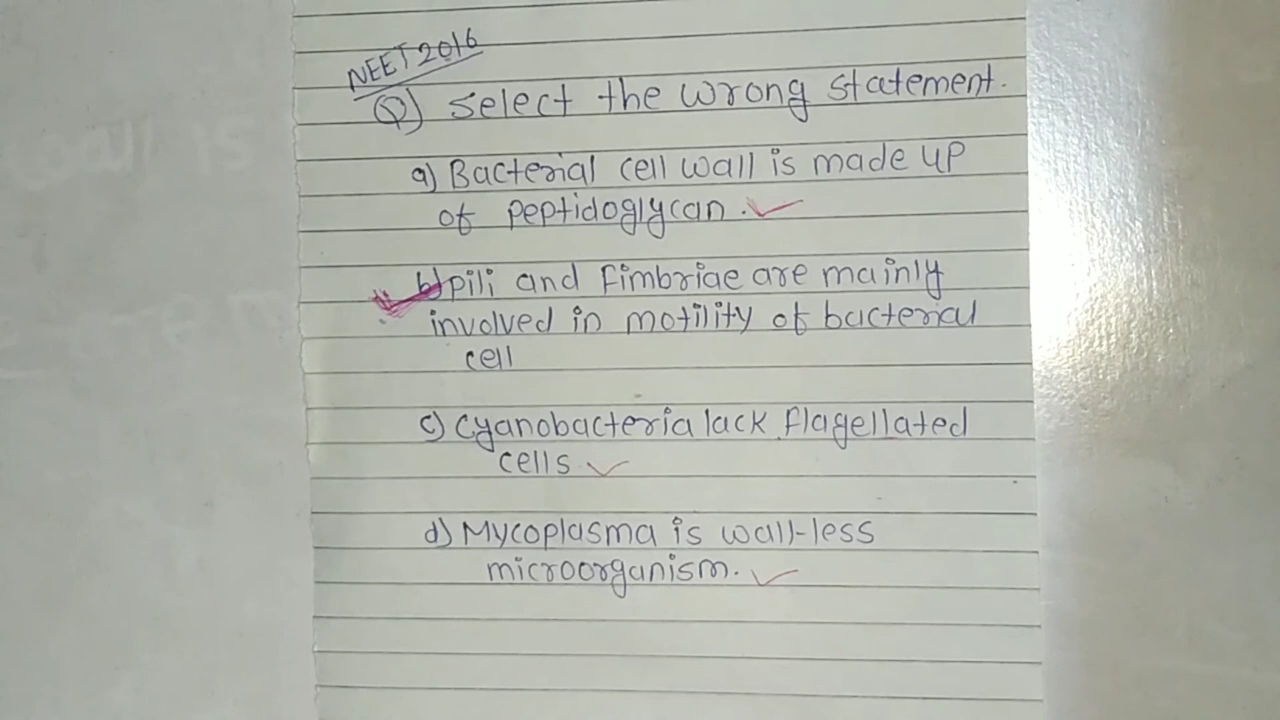 NEET 2016
Q) Select the wrong statement.
a) Bacterial cell wall is made up
of peptidoglycan.
b) pili and fimbriae are mainly
involved in motility of bacterial
cell
c) Cyanobacteria lack flagellated
cells
d) Mycoplasma is wall-less
microorganism.